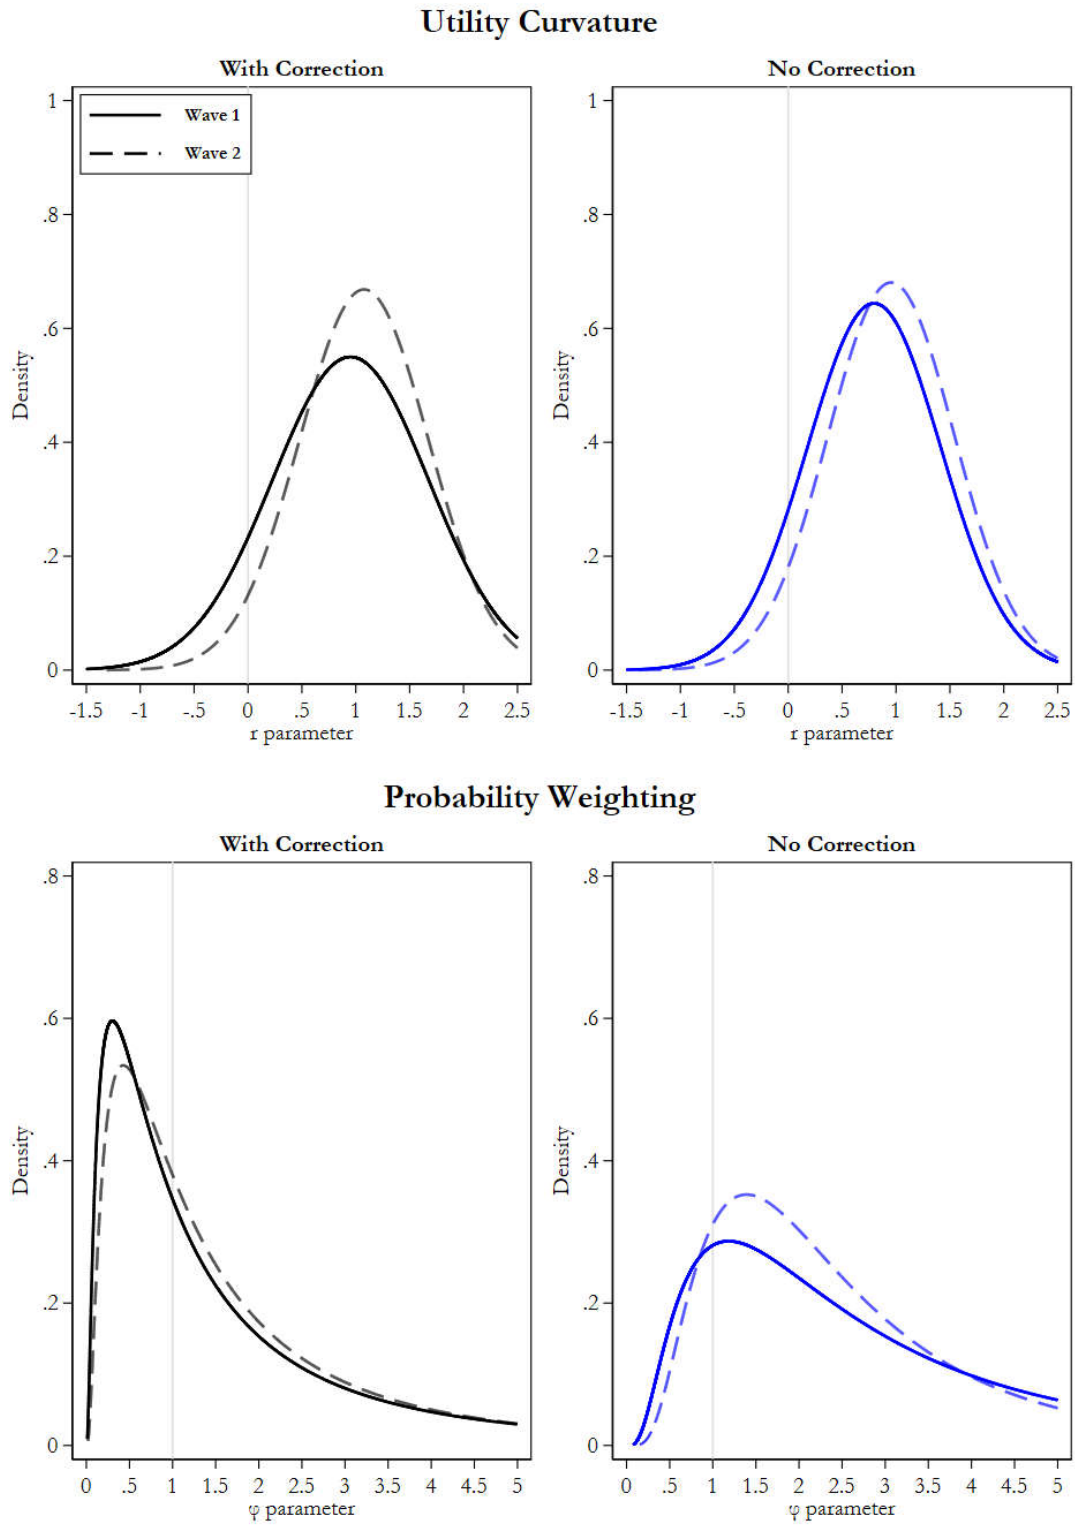 Utility Curvature
With Correction
No Correction
Wave 1
Wave 2
1
.8
.6
.4
.2
0
Density
-1.5 -1 -.5 0 .5 1 1.5 2 2.5
r parameter
1
.8
.6
.4
.2
0
Density
-1.5 -1 -.5 0 .5 1 1.5 2 2.5
r parameter
Probability Weighting
With Correction
No Correction
.8
.6
.4
.2
0
Density
0 .5 1 1.5 2 2.5 3 3.5 4 4.5 5
φ parameter
.8
.6
.4
.2
0
Density
0 .5 1 1.5 2 2.5 3 3.5 4 4.5 5
φ parameter